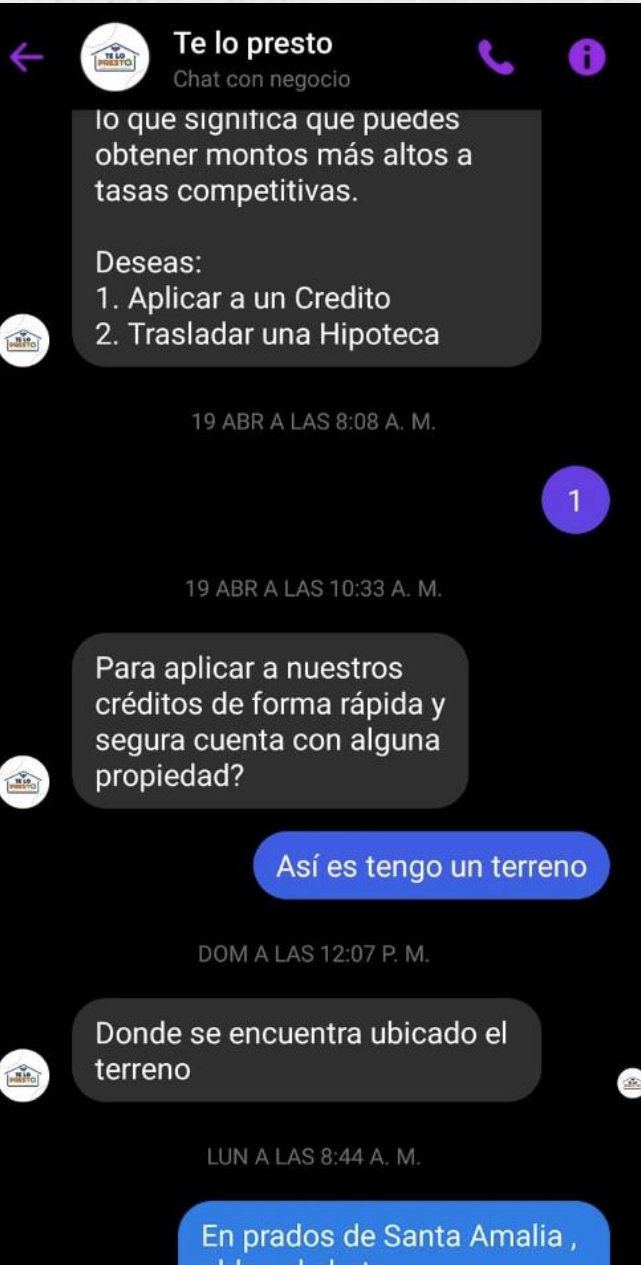 Te lo presto
Chat con negocio
lo que significa que puedes
obtener montos más altos a
tasas competitivas.
Deseas:
1. Aplicar a un Credito
2. Trasladar una Hipoteca
TE LO
PRESTO
19 ABR A LAS 8:08 A. M.
1
19 ABR A LAS 10:33 A. M.
Para aplicar a nuestros
créditos de forma rápida y
segura cuenta con alguna
propiedad?
Así es tengo un terreno
DOM A LAS 12:07 P. M.
Donde se encuentra ubicado el
terreno
LUN A LAS 8:44 A. M.
En prados de Santa Amalia ,